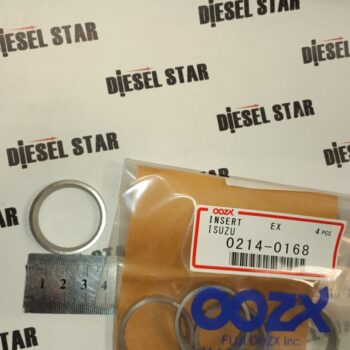 DIESEL STAR
DIESEL STAR
DIESEL STAR
DIESEL STAR
DIESEL STAR
DIESEL STAR
OOZX
INSERT EX
ISUZU 4 PCS
0214-0168
1 2 3 4
OOZX
FUJI OOZX Inc.